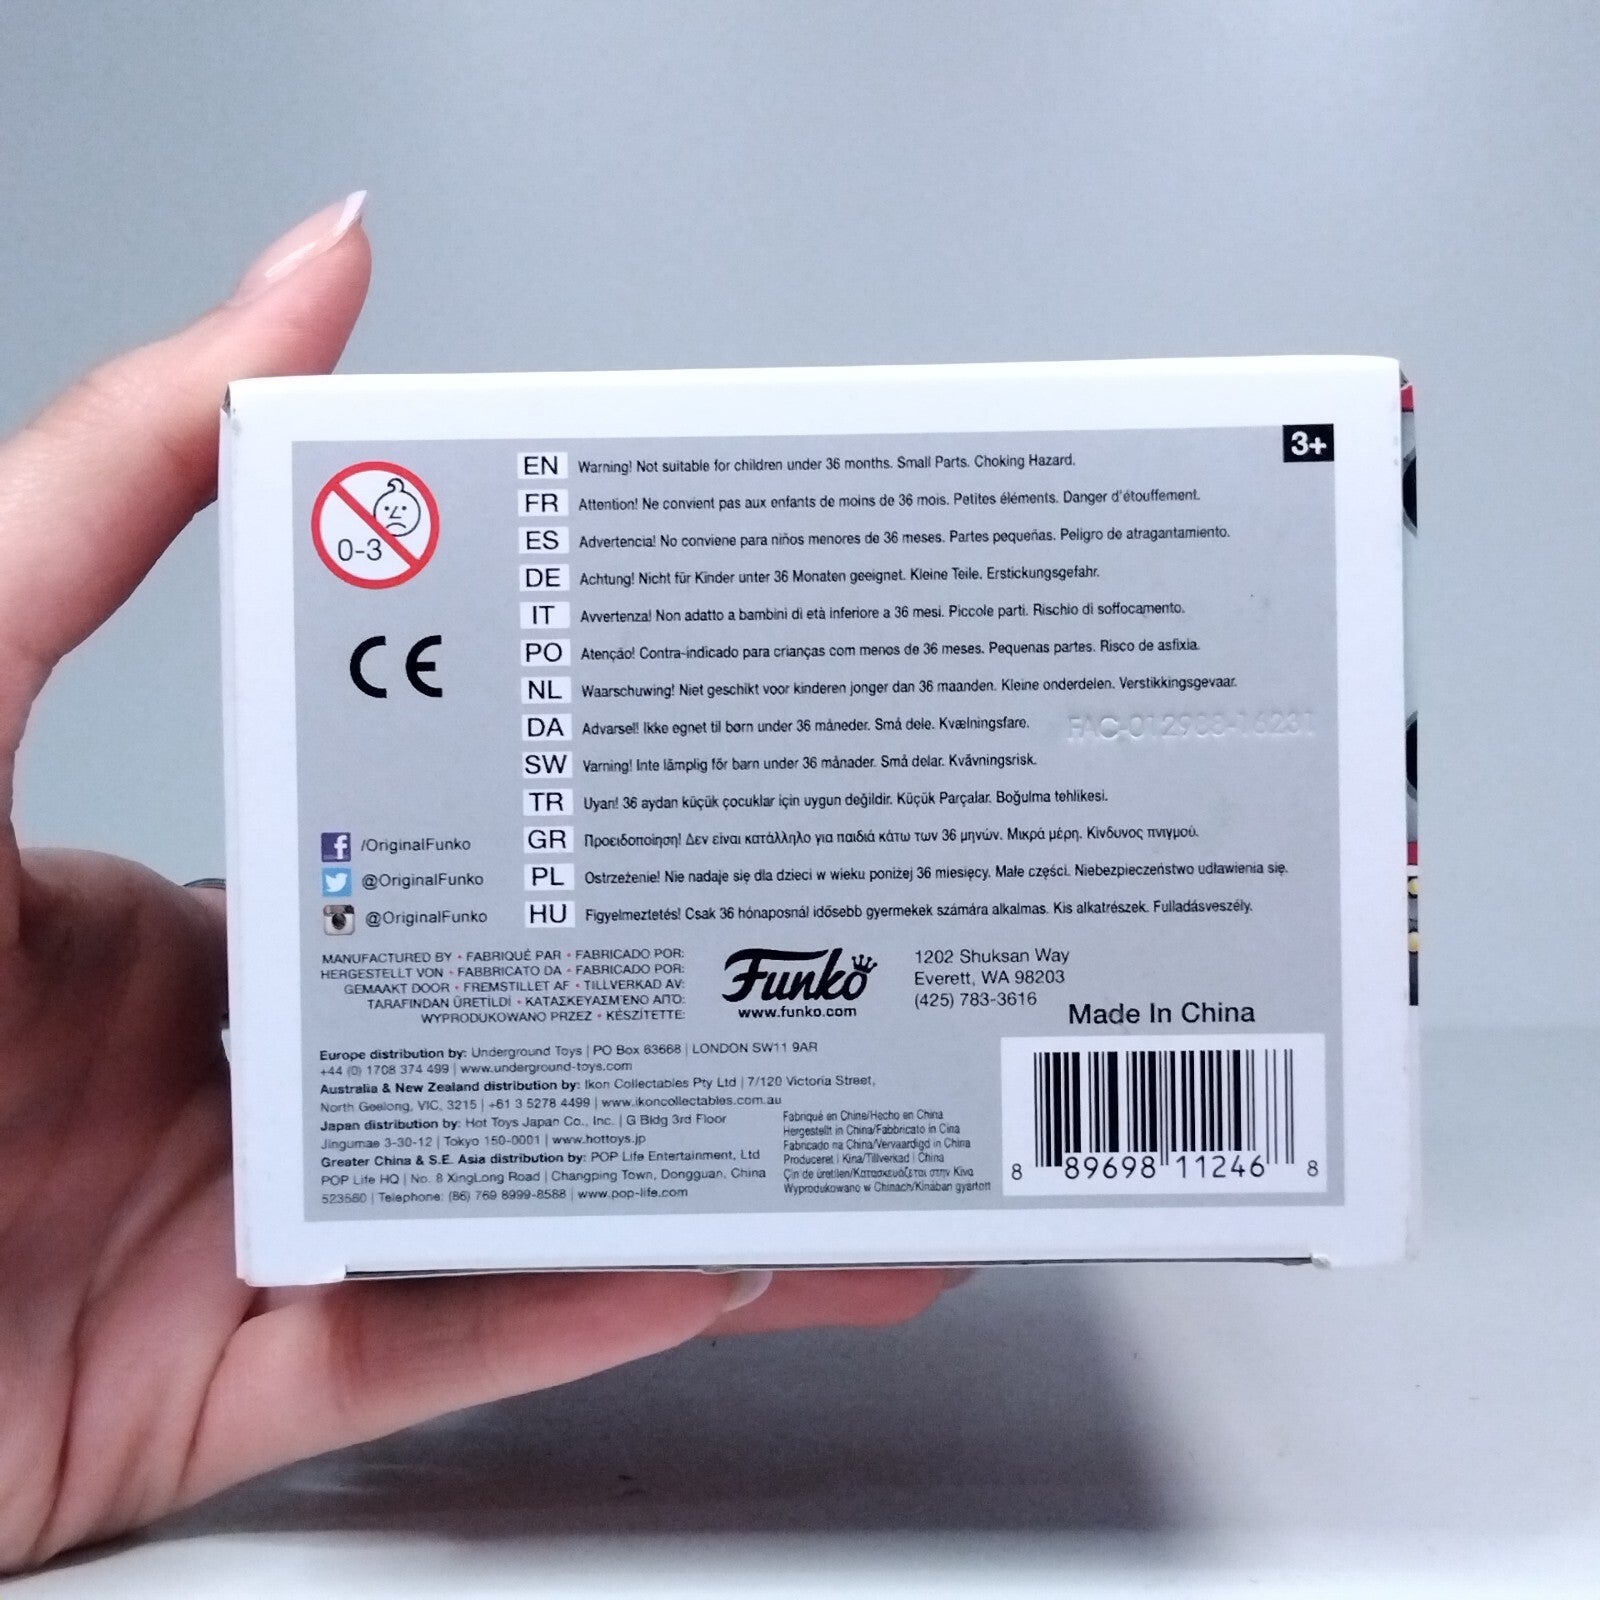 3+
0-3
CE
EN Warning! Not suitable for children under 36 months. Small Parts. Choking Hazard.
FR Attention! Ne convient pas aux enfants de moins de 36 mois. Petites éléments. Danger d'étouffement.
ES Advertencia! No conviene para niños menores de 36 meses. Partes pequeñas. Peligro de atragantamiento.
DE Achtung! Nicht für Kinder unter 36 Monaten geeignet. Kleine Teile. Erstickungsgefahr.
IT Avvertenza! Non adatto a bambini di età inferiore a 36 mesi. Piccole parti. Rischio di soffocamento.
PO Atenção! Contra-indicado para crianças com menos de 36 meses. Pequenas partes. Risco de asfixia.
NL Waarschuwing! Niet geschikt voor kinderen jonger dan 36 maanden. Kleine onderdelen. Verstikkingsgevaar.
DA Advarsel! Ikke egnet til børn under 36 måneder. Små dele. Kvælningsfare.
FAC-012983-16231
SW Varning! Inte lämplig för barn under 36 månader. Små delar. Kvävningsrisk.
TR Uyan! 36 aydan küçük çocuklar için uygun değildir. Küçük Parçalar. Boğulma tehlikesi.
GR Προειδοποίηση! Δεν είναι κατάλληλο για παιδιά κάτω των 36 μηνών. Μικρά μέρη. Κίνδυνος πνιγμού.
PL Ostrzeżenie! Nie nadaje się dla dzieci w wieku poniżej 36 miesięcy. Małe części. Niebezpieczeństwo udławienia się.
HU Figyelmeztetés! Csak 36 hónaposnál idősebb gyermekek számára alkalmas. Kis alkatrészek. Fulladásveszély.
/OriginalFunko
@OriginalFunko
@OriginalFunko
MANUFACTURED BY • FABRIQUÉ PAR • FABRICADO POR:
HERGESTELLT VON • FABBRICATO DA • FABRICADO POR:
GEMAAKT DOOR • FREMSTILLET AF • TILLVERKAD AV:
TARAFINDAN ÜRETİLDİ • ΚΑΤΑΣΚΕΥΑΣΜΈΝΟ ΑΠΌ:
WYPRODUKOWANO PRZEZ • KÉSZÍTETTE:
Funko
www.funko.com
1202 Shuksan Way
Everett, WA 98203
(425) 783-3616
Made In China
Europe distribution by: Underground Toys | PO Box 63668 | LONDON SW11 9AR
+44 (0) 1708 374 499 | www.underground-toys.com
Australia & New Zealand distribution by: Ikon Collectables Pty Ltd | 7/120 Victoria Street,
North Geelong, VIC, 3215 | +61 3 5278 4499 | www.ikoncollectables.com.au
Japan distribution by: Hot Toys Japan Co., Inc. | G Bldg 3rd Floor
Jingumae 3-30-12 | Tokyo 150-0001 | www.hottoys.jp
Greater China & S.E. Asia distribution by: POP Life Entertainment, Ltd
POP Life HQ | No. 8 XingLong Road | Changping Town, Dongguan, China
523560 | Telephone: (86) 769 8999-8588 | www.pop-life.com
Fabriqué en Chine/Hecho en China
Hergestellt in China/Fabbricato in Cina
Fabricado na China/Vervaardigd in China
Produceret i Kina/Tillverkad i China
Çin de üretilen/Κατασκευάζεται στην Κίνα
Wyprodukowano w Chinach/Kínában gyártott
8 89698 11246 8